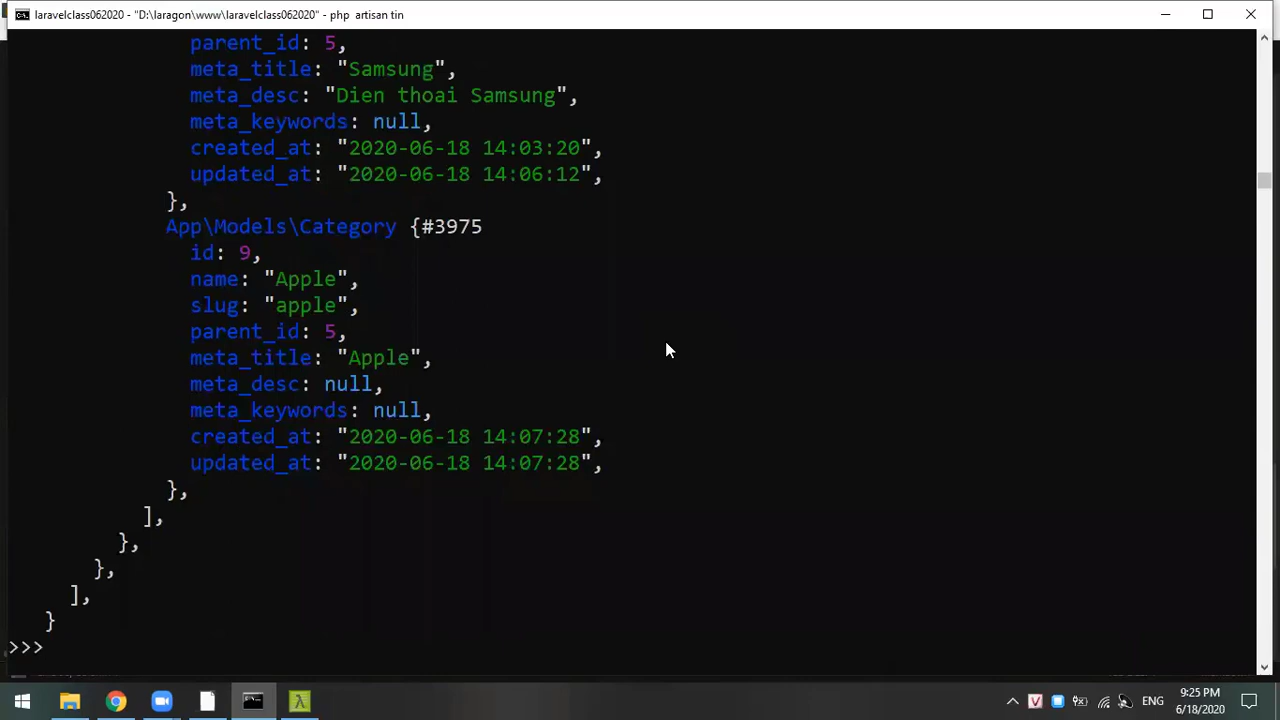 laravelclass062020 - "D:\laragon\www\laravelclass062020" - php  artisan tin
parent_id: 5,
meta_title: "Samsung",
meta_desc: "Dien thoai Samsung",
meta_keywords: null,
created_at: "2020-06-18 14:03:20",
updated_at: "2020-06-18 14:06:12",
},
App\Models\Category {#3975
id: 9,
name: "Apple",
slug: "apple",
parent_id: 5,
meta_title: "Apple",
meta_desc: null,
meta_keywords: null,
created_at: "2020-06-18 14:07:28",
updated_at: "2020-06-18 14:07:28",
},
],
},
},
],
}
>>>
ENG
9:25 PM
6/18/2020